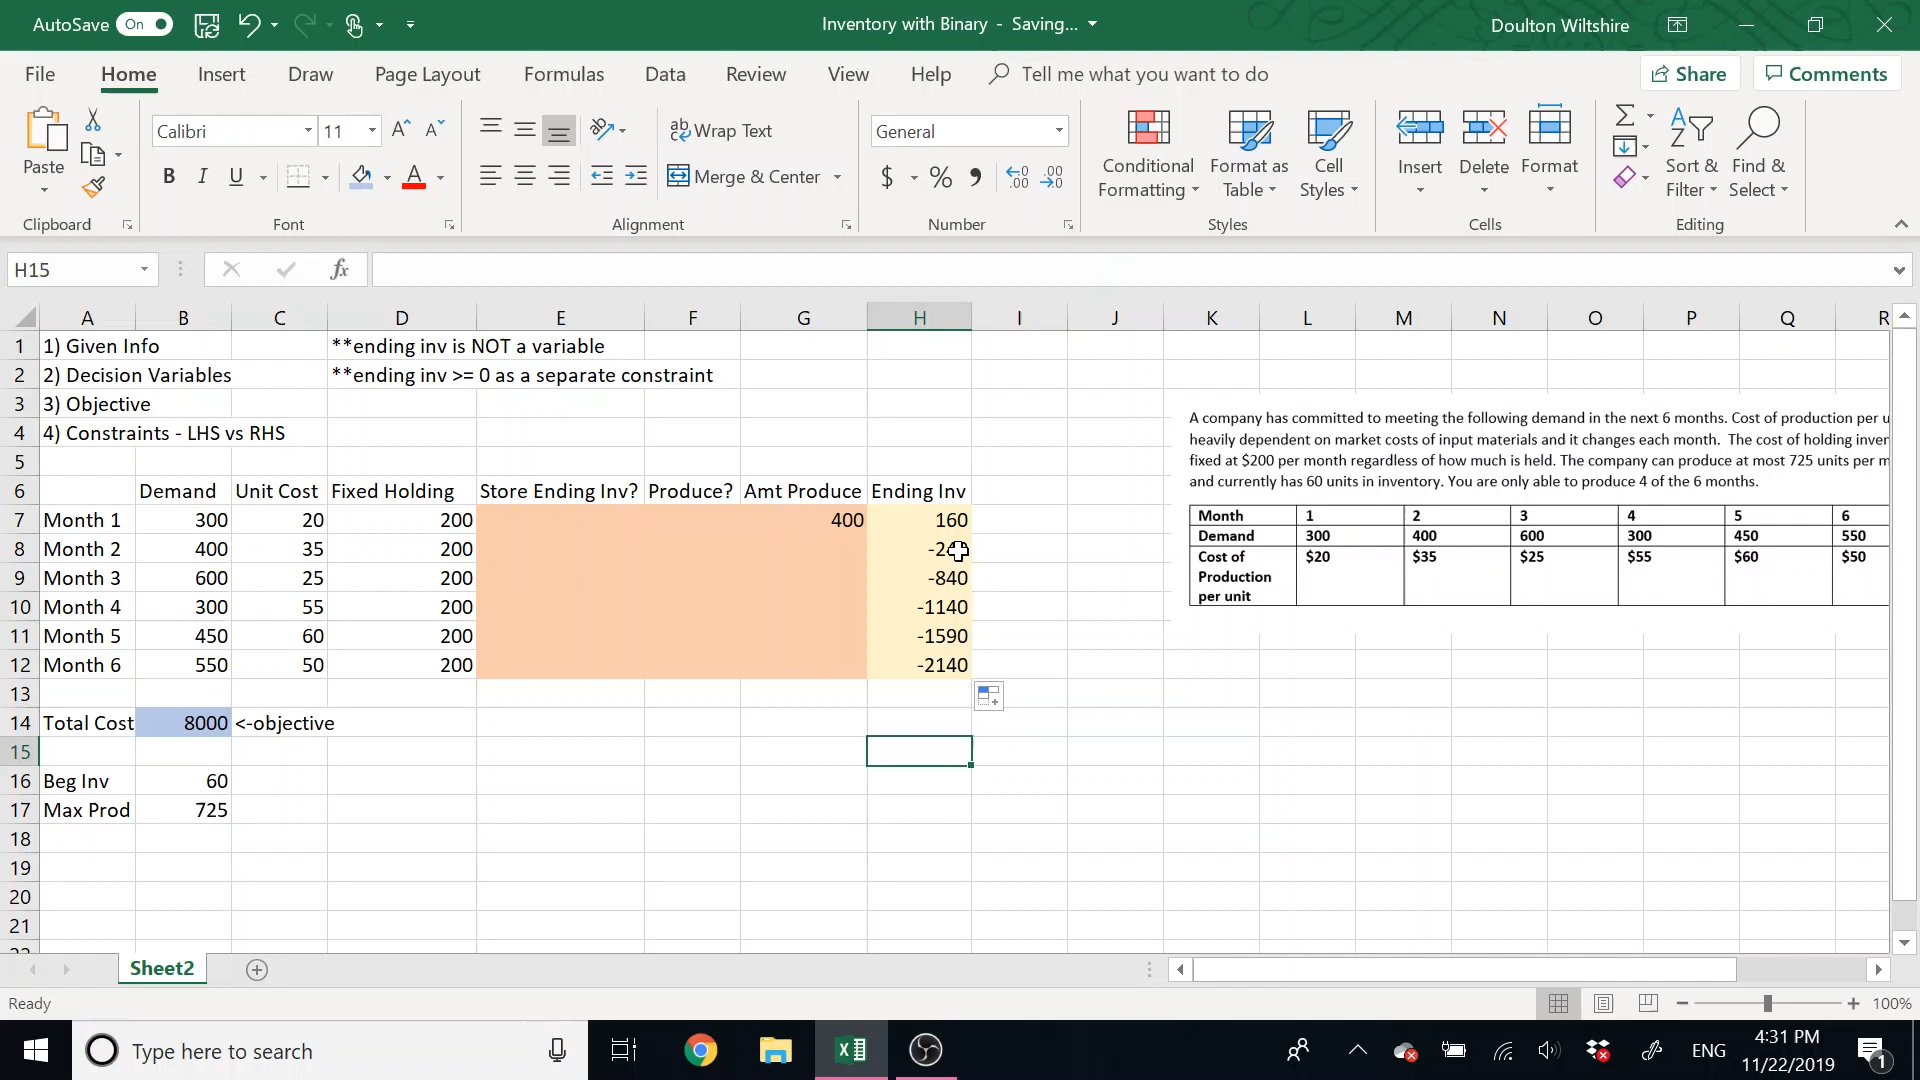 AutoSave On
Inventory with Binary - Saving...
Doulton Wiltshire
File Home Insert Draw Page Layout Formulas Data Review View Help Tell me what you want to do Share Comments
Calibri 11 Wrap Text General
Paste B I U Merge & Center $ % Conditional Formatting Format as Table Cell Styles Insert Delete Format Sort & Filter Find & Select
Clipboard Font Alignment Number Styles Cells Editing
H15 fx
A B C D E F G H I J K L M N O P Q R
1 1) Given Info **ending inv is NOT a variable
2 2) Decision Variables **ending inv >= 0 as a separate constraint
3 3) Objective
4 4) Constraints - LHS vs RHS
5
6 Demand Unit Cost Fixed Holding Store Ending Inv? Produce? Amt Produce Ending Inv
7 Month 1 300 20 200 400 160
8 Month 2 400 35 200
9 Month 3 600 25 200 -840
10 Month 4 300 55 200 -1140
11 Month 5 450 60 200 -1590
12 Month 6 550 50 200 -2140
13
14 Total Cost 8000 <-objective
15
16 Beg Inv 60
17 Max Prod 725
18
19
20
21
A company has committed to meeting the following demand in the next 6 months. Cost of production per
heavily dependent on market costs of input materials and it changes each month. The cost of holding
fixed at $200 per month regardless of how much is held. The company can produce at most 725 units per
and currently has 60 units in inventory. You are only able to produce 4 of the 6 months.
Month 1 2 3 4 5 6
Demand 300 400 600 300 450 550
Cost of $20 $35 $25 $55 $60 $50
Production
per unit
Sheet2
Ready 100%
Type here to search ENG 4:31 PM
11/22/2019 1